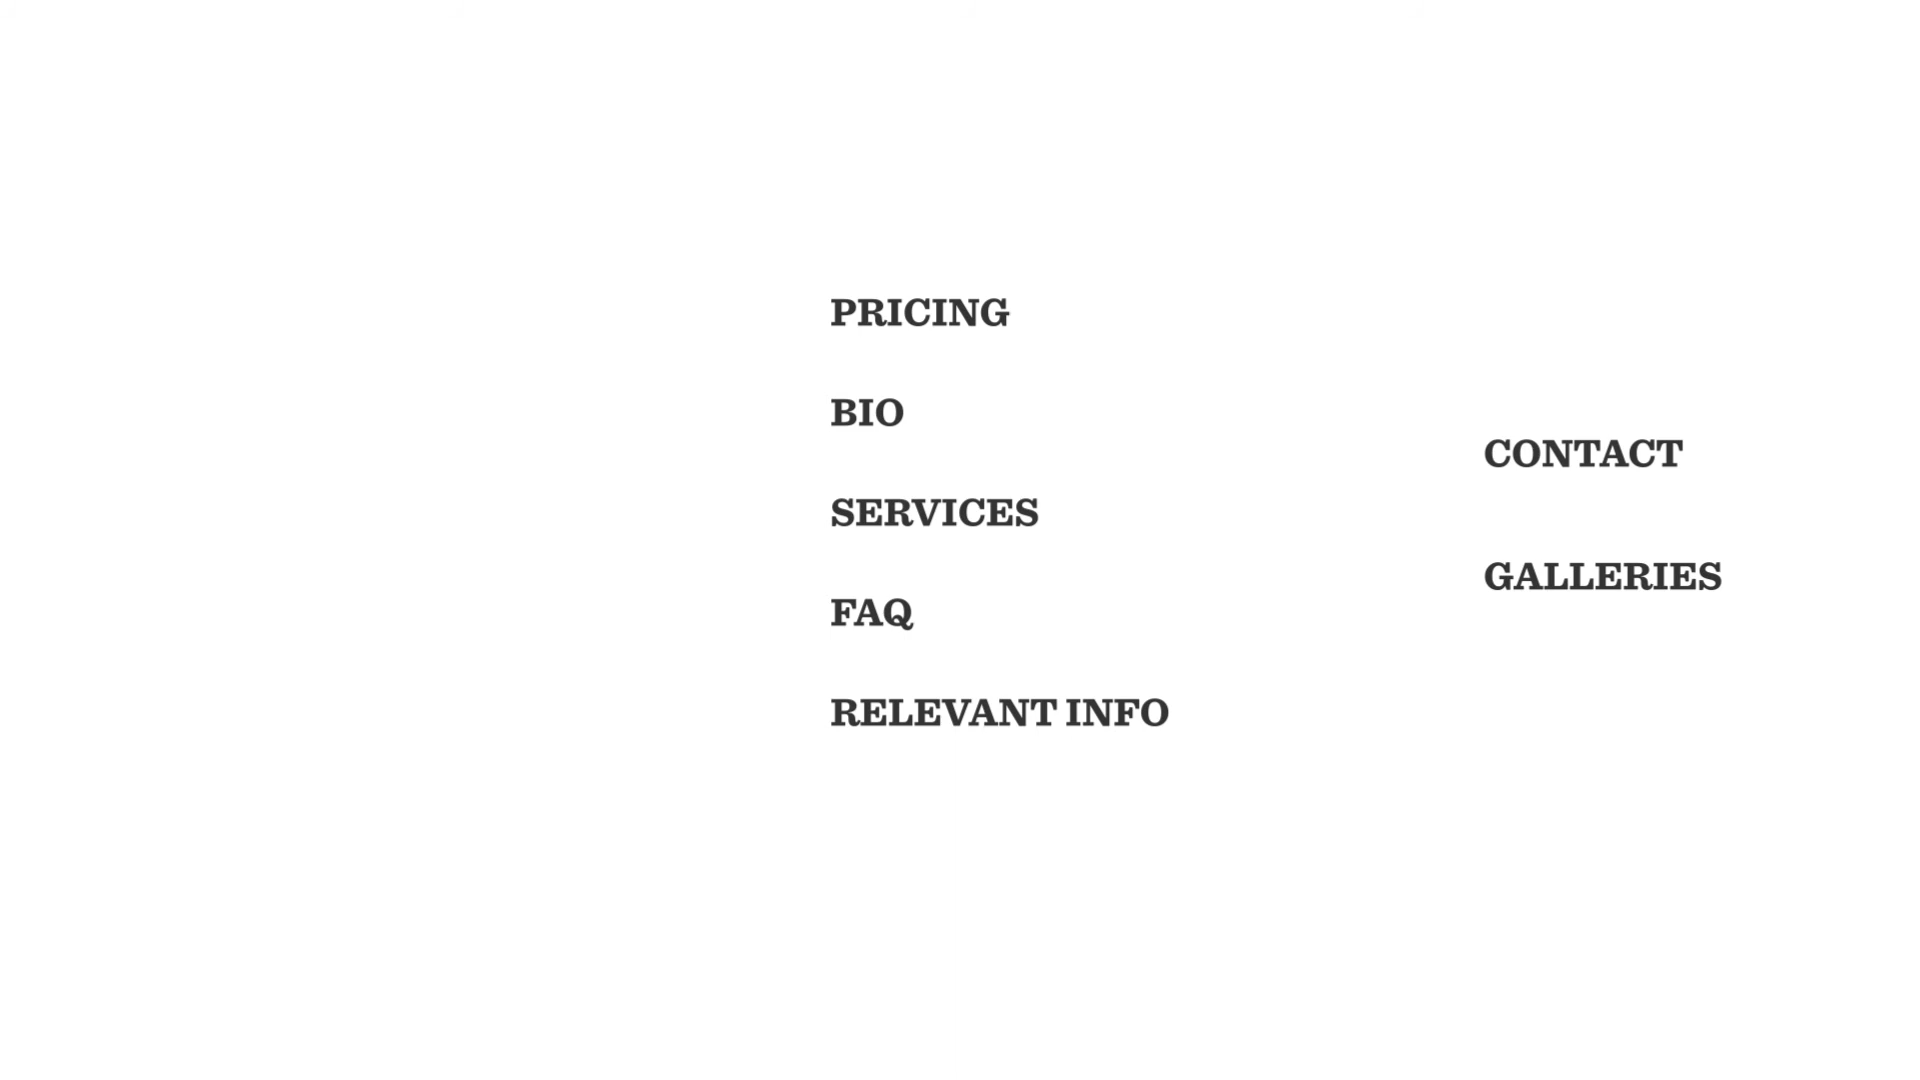 PRICING
BIO
SERVICES
FAQ
RELEVANT INFO
CONTACT
GALLERIES